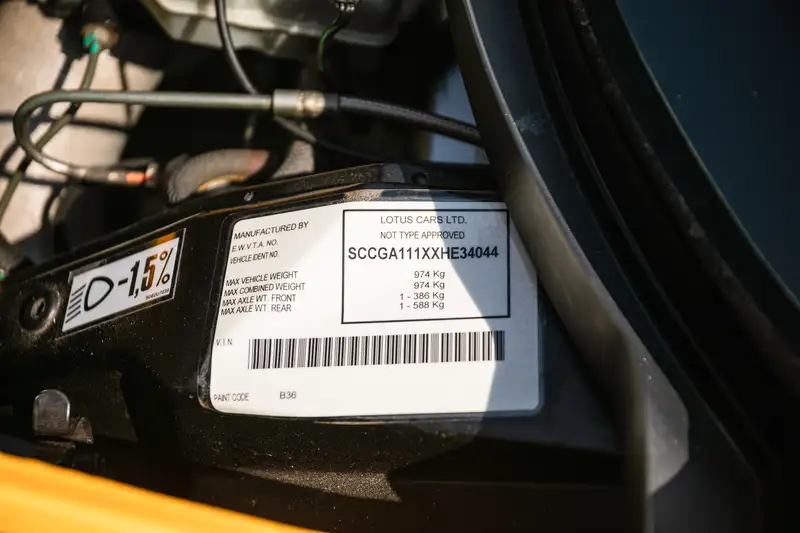 MANUFACTURED BY LOTUS CARS LTD.
E.W.V.T.A. NO. NOT TYPE APPROVED
VEHICLE IDENT NO. SCCGA111XXHE34044
MAX VEHICLE WEIGHT 974 Kg
MAX COMBINED WEIGHT 974 Kg
MAX AXLE WT. FRONT 1 - 386 Kg
MAX AXLE WT. REAR 1 - 588 Kg
-1,5%
V.I.N.
PAINT CODE B36